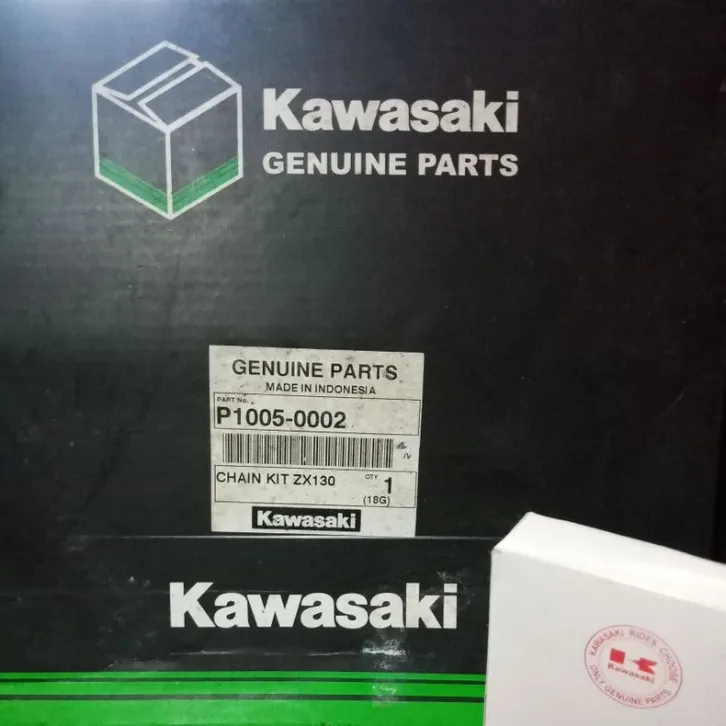 Kawasaki
GENUINE PARTS
GENUINE PARTS
MADE IN INDONESIA
PART No.
P1005-0002
CHAIN KIT ZX130
QTY
1
(18G)
Kawasaki
Kawasaki
KAWASAKI RIDES CHOOSE
Kawasaki
ONLY GENUINE PARTS